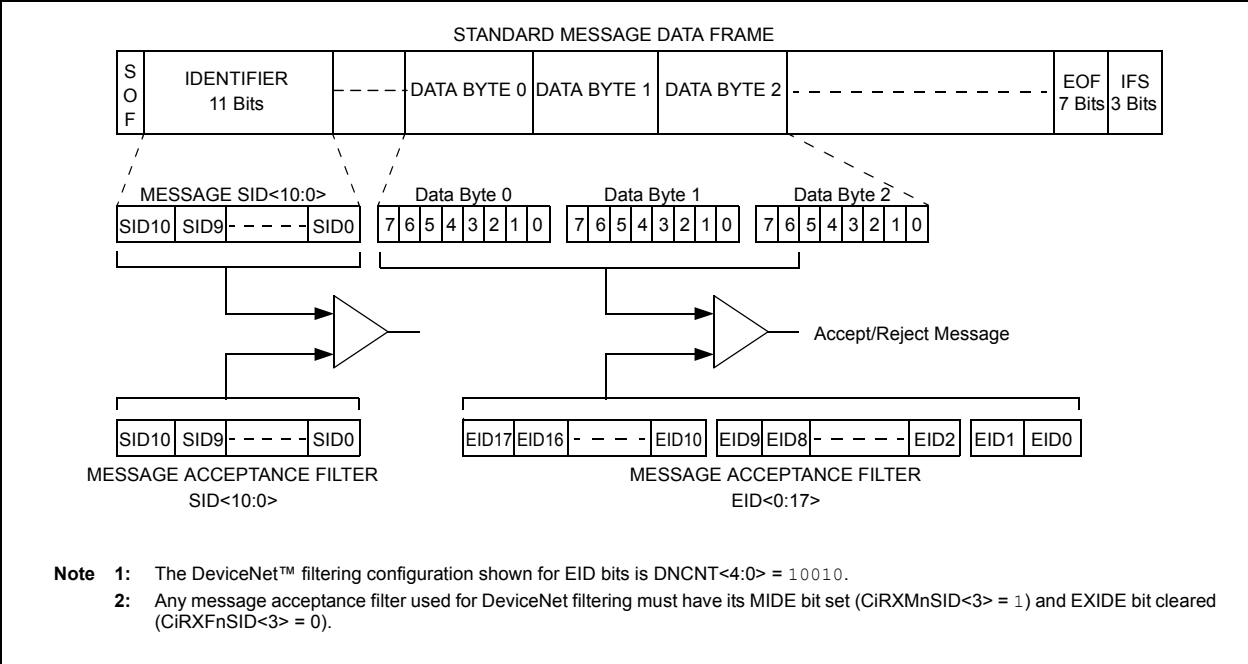 STANDARD MESSAGE DATA FRAME
S O F
IDENTIFIER
11 Bits
DATA BYTE 0
DATA BYTE 1
DATA BYTE 2
EOF
7 Bits
IFS
3 Bits
MESSAGE SID<10:0>
Data Byte 0
Data Byte 1
Data Byte 2
SID10 SID9 SID0
7 6 5 4 3 2 1 0
7 6 5 4 3 2 1 0
7 6 5 4 3 2 1 0
Accept/Reject Message
SID10 SID9 SID0
EID17 EID16 EID10
EID9 EID8 EID2
EID1 EID0
MESSAGE ACCEPTANCE FILTER
SID<10:0>
MESSAGE ACCEPTANCE FILTER
EID<0:17>
Note 1: The DeviceNet™ filtering configuration shown for EID bits is DNCNT<4:0> = 10010.
2: Any message acceptance filter used for DeviceNet filtering must have its MIDE bit set (CiRXMnSID<3> = 1) and EXIDE bit cleared
(CiRXFnSID<3> = 0).